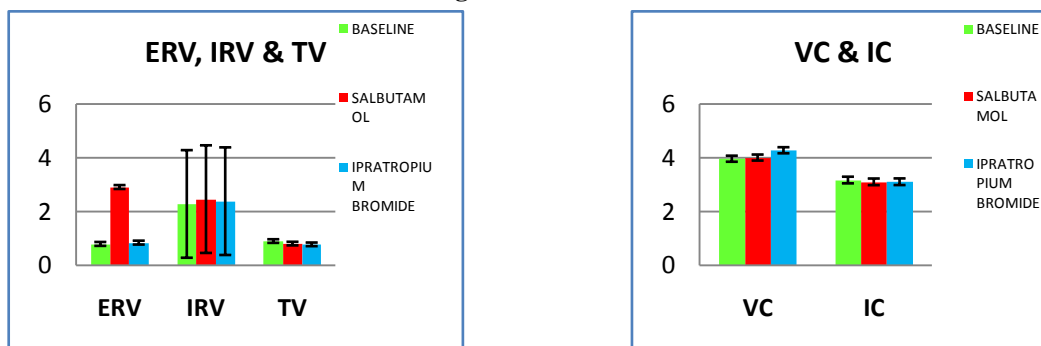 ERV, IRV & TV
BASELINE
SALBUTAM
OL
IPRATROPIU
M
BROMIDE
6
4
2
0
ERV IRV TV
VC & IC
BASELINE
SALBUTA
MOL
IPRATRO
PIUM
BROMIDE
6
4
2
0
VC IC